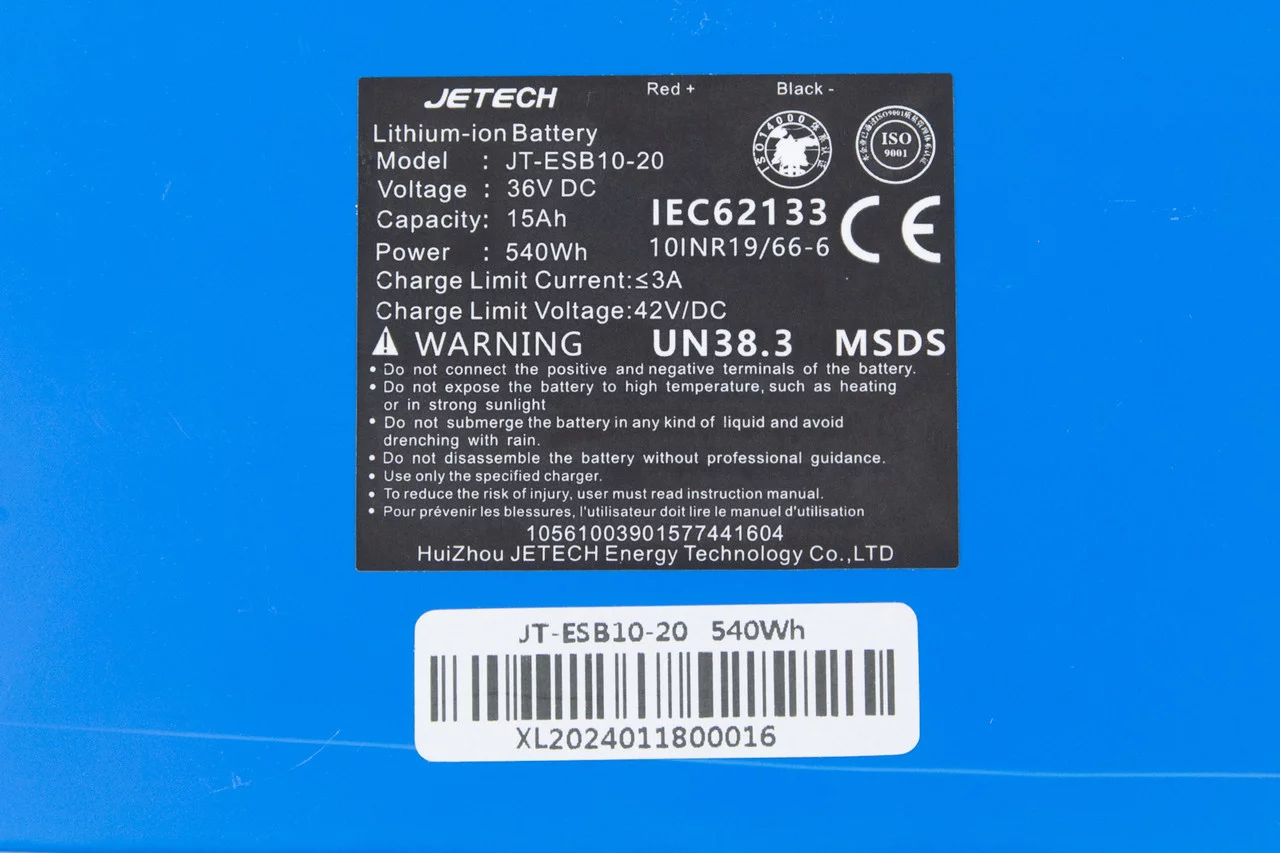 JETECH
Red + Black -
Lithium-ion Battery
Model : JT-ESB10-20
Voltage : 36V DC
Capacity: 15Ah
Power : 540Wh
ISO14000
ISO
9001
IEC62133
10INR19/66-6
CE
Charge Limit Current:≤3A
Charge Limit Voltage:42V/DC
WARNING
UN38.3 MSDS
• Do not connect the positive and negative terminals of the battery.
• Do not expose the battery to high temperature, such as heating
or in strong sunlight
• Do not submerge the battery in any kind of liquid and avoid
drenching with rain.
• Do not disassemble the battery without professional guidance.
• Use only the specified charger.
• To reduce the risk of injury, user must read instruction manual.
• Pour prévenir les blessures, l'utilisateur doit lire le manuel d'utilisation
10561003901577441604
HuiZhou JETECH Energy Technology Co.,LTD
JT-ESB10-20 540Wh
XL2024011800016